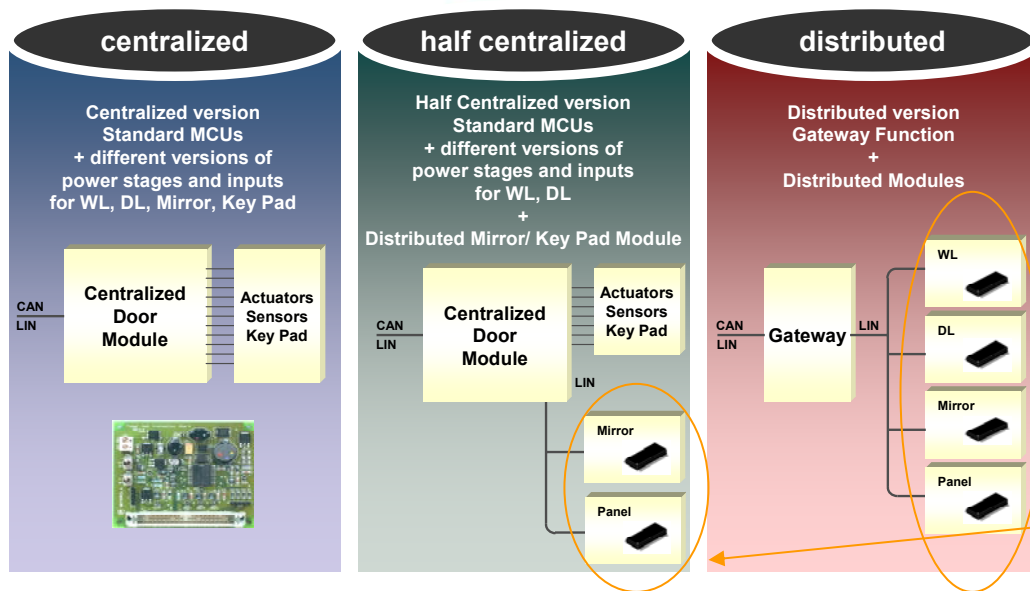 centralized
Centralized version
Standard MCUs
+ different versions of
power stages and inputs
for WL, DL, Mirror, Key Pad
CAN
LIN
Centralized
Door
Module
Actuators
Sensors
Key Pad
half centralized
Half Centralized version
Standard MCUs
+ different versions of
power stages and inputs
for WL, DL
+
Distributed Mirror/ Key Pad Module
CAN
LIN
Centralized
Door
Module
Actuators
Sensors
Key Pad
LIN
Mirror
Panel
distributed
Distributed version
Gateway Function
+
Distributed Modules
CAN
LIN
Gateway
LIN
WL
DL
Mirror
Panel